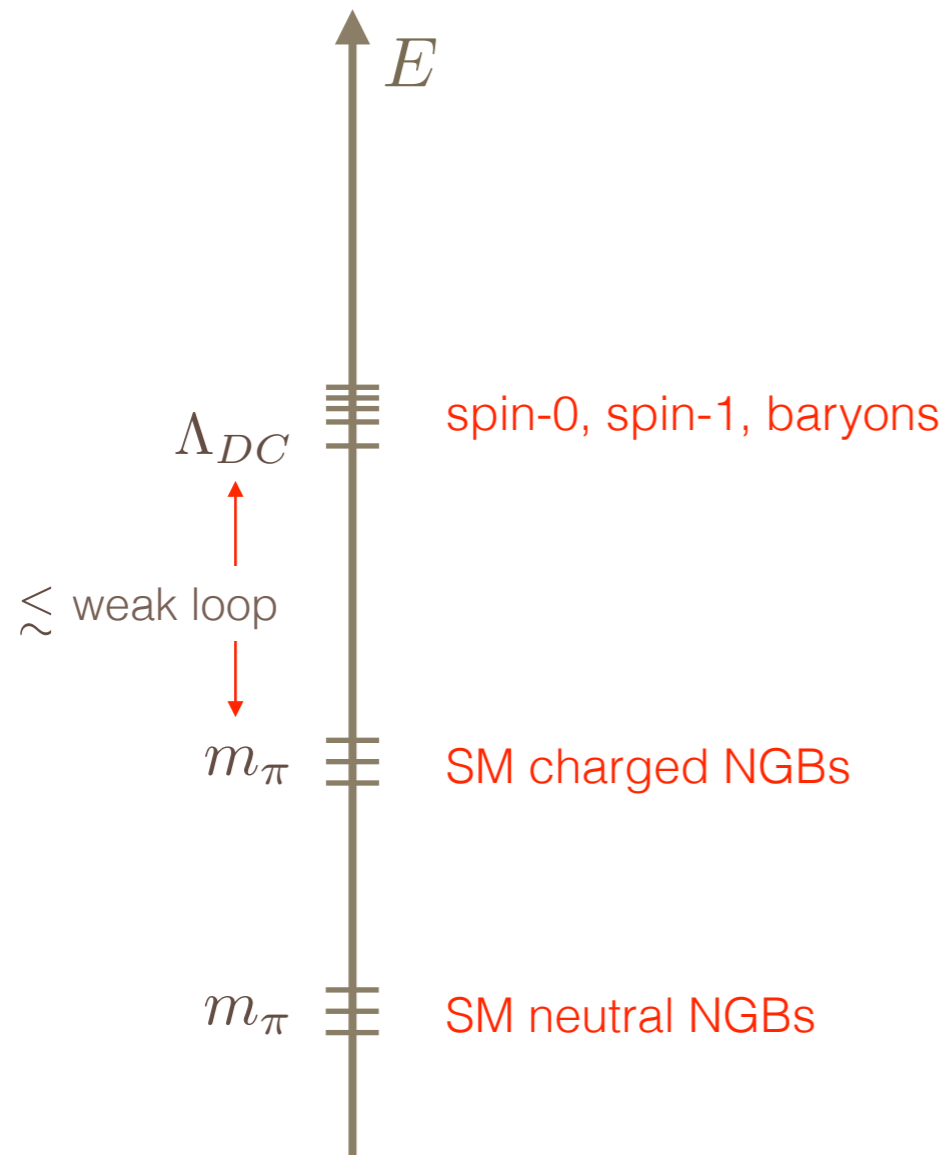 E
spin-0, spin-1, baryons
Λ_DC
≲ weak loop
m_π SM charged NGBs
m_π SM neutral NGBs